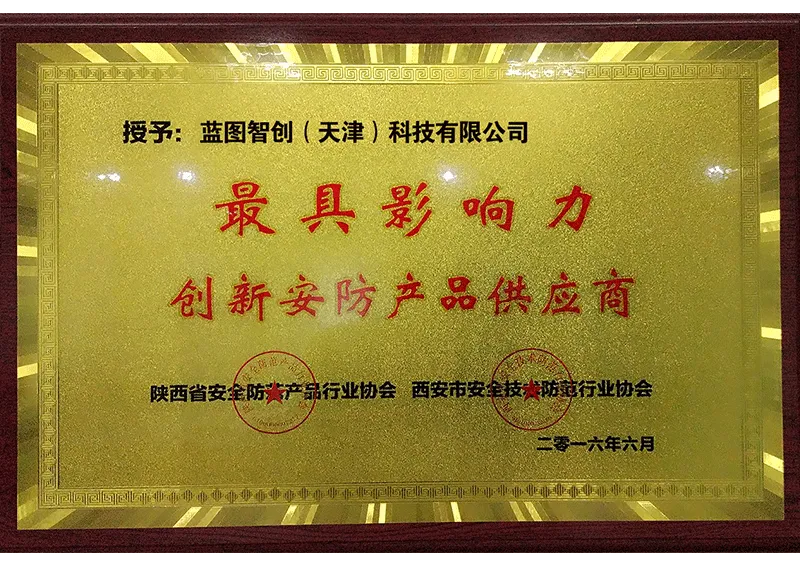 授予：蓝图智创（天津）科技有限公司
最具影响力
创新安防产品供应商
陕西省安全防范产品行业协会 西安市安全技术防范行业协会
二零一六年六月